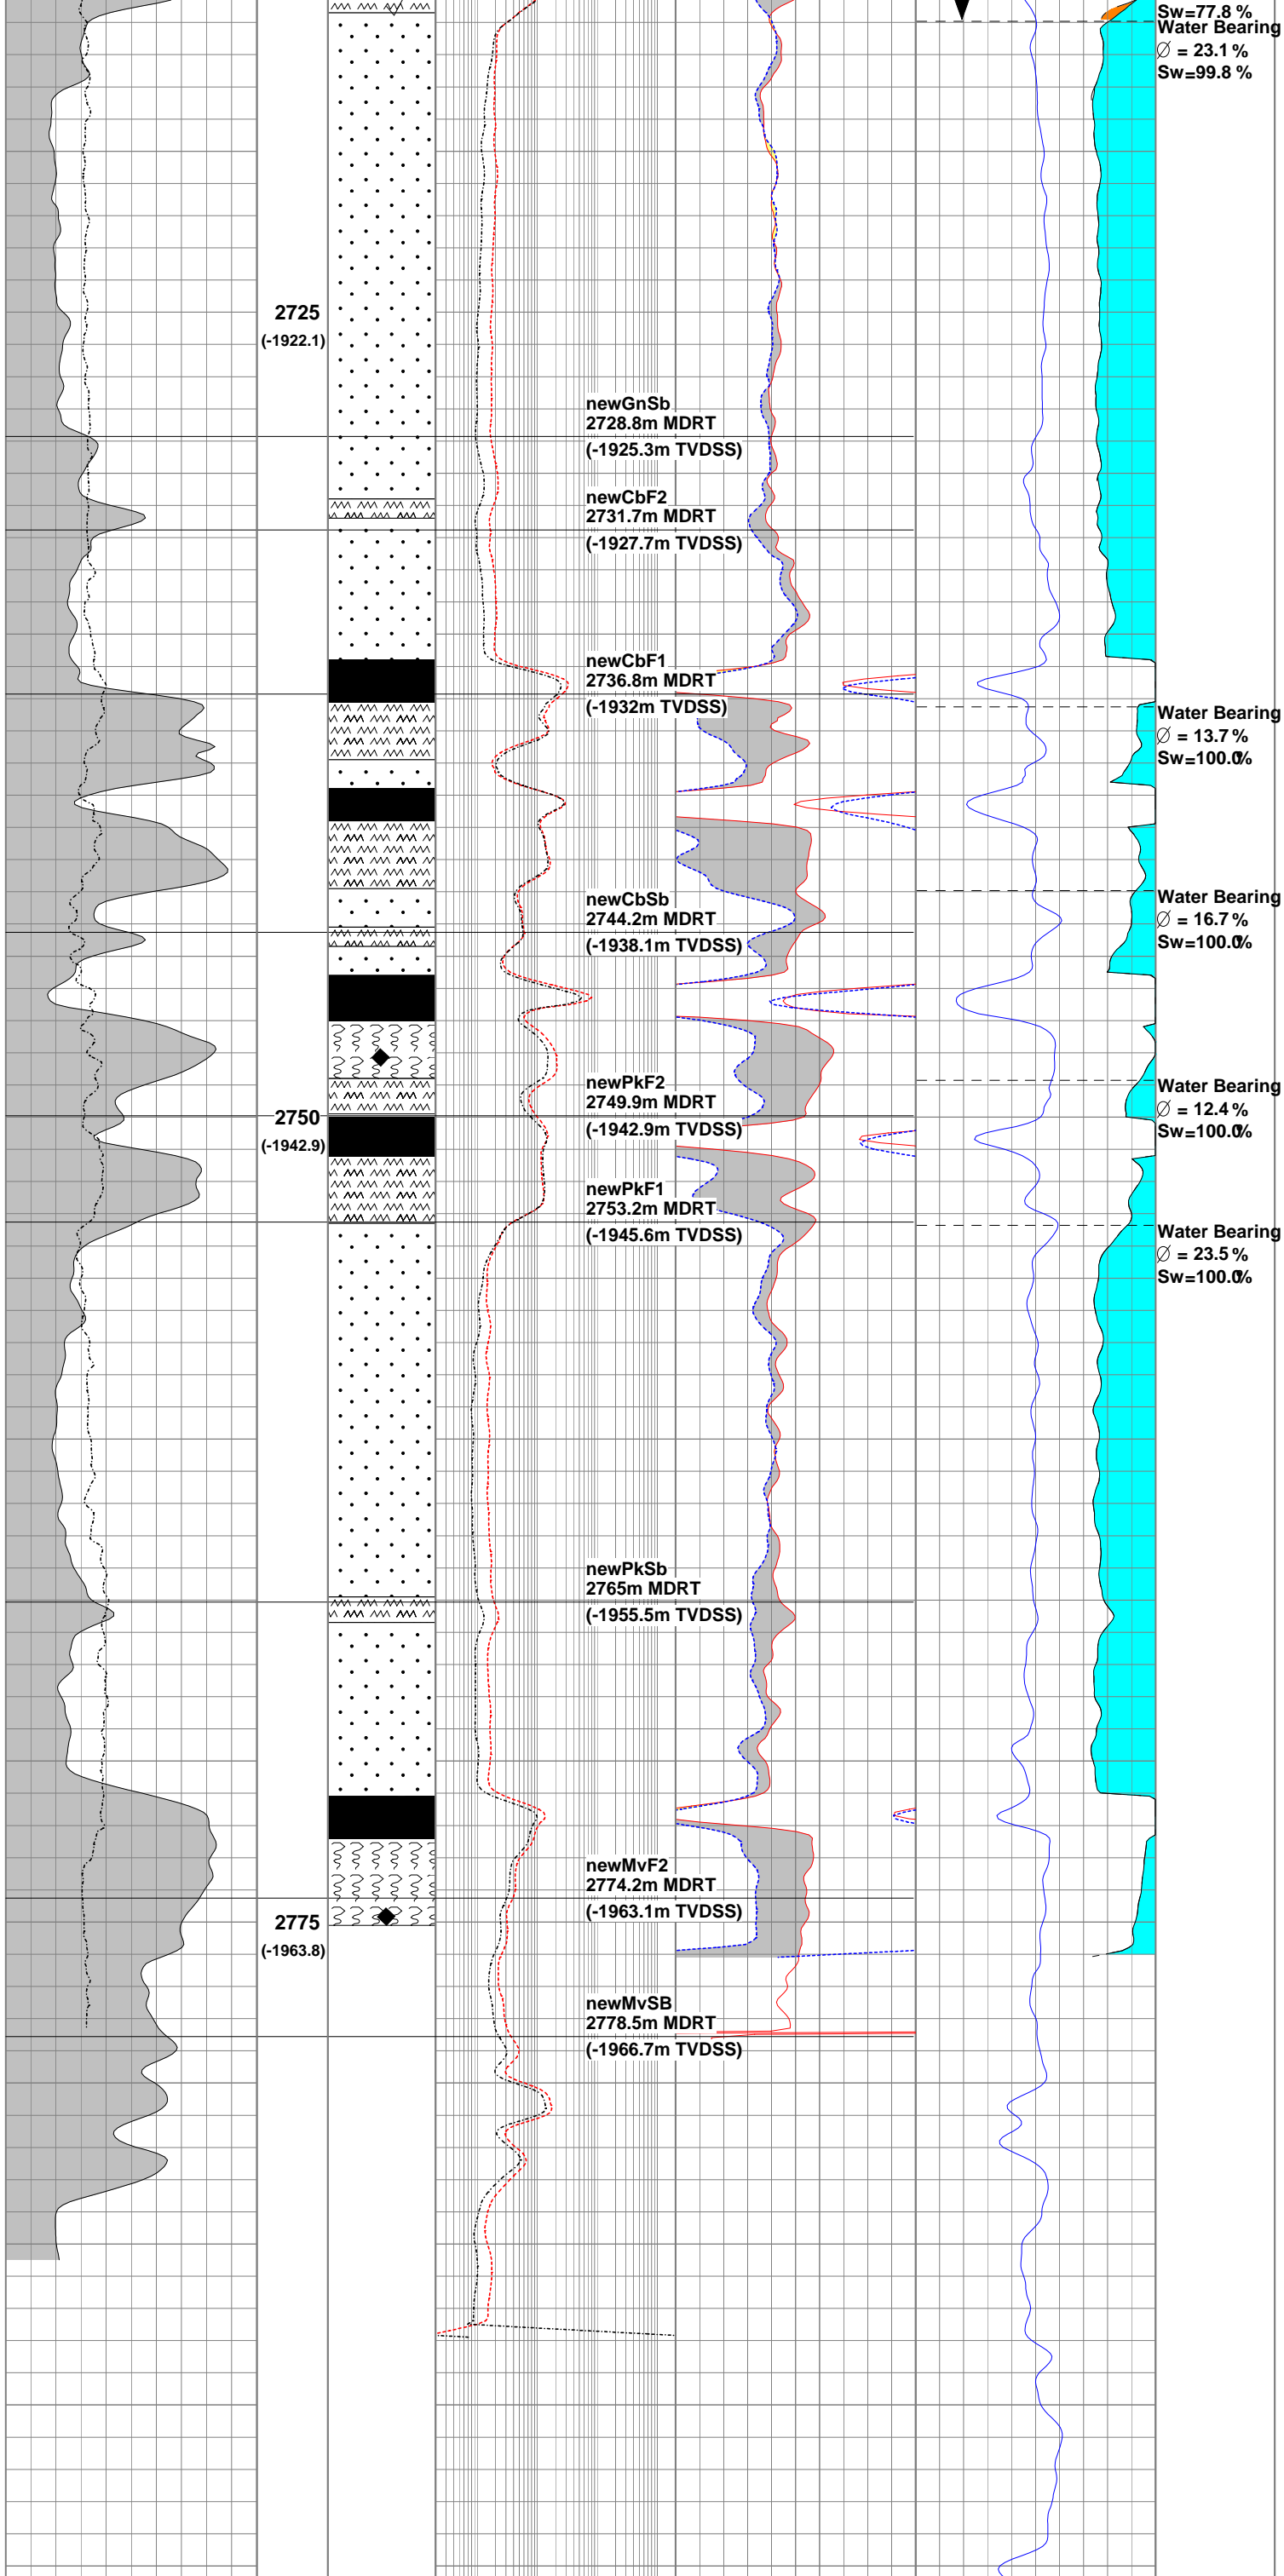 Sw=77.8 %
Water Bearing
Ø = 23.1 %
Sw=99.8 %
2725
(-1922.1)
newGnSb
2728.8m MDRT
(-1925.3m TVDSS)
newCbF2
2731.7m MDRT
(-1927.7m TVDSS)
newCbF1
2736.8m MDRT
(-1932m TVDSS)
Water Bearing
Ø = 13.7 %
Sw=100.0%
newCbSb
2744.2m MDRT
(-1938.1m TVDSS)
Water Bearing
Ø = 16.7 %
Sw=100.0%
newPkF2
2749.9m MDRT
(-1942.9m TVDSS)
2750
(-1942.9)
Water Bearing
Ø = 12.4 %
Sw=100.0%
newPkF1
2753.2m MDRT
(-1945.6m TVDSS)
Water Bearing
Ø = 23.5 %
Sw=100.0%
newPkSb
2765m MDRT
(-1955.5m TVDSS)
newMvF2
2774.2m MDRT
(-1963.1m TVDSS)
2775
(-1963.8)
newMvSB
2778.5m MDRT
(-1966.7m TVDSS)